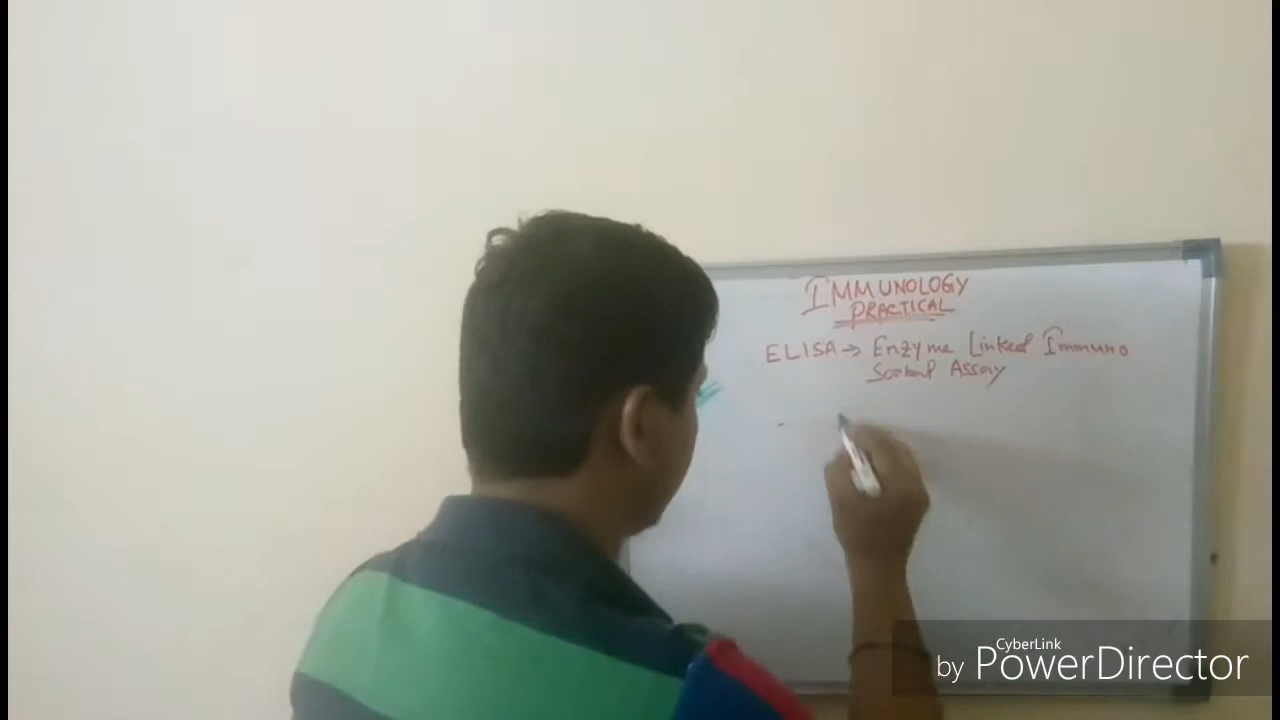 IMMUNOLOGY
PRACTICAL
ELISA → Enzyme Linked Immuno
Sorbent Assay
CyberLink
by PowerDirector